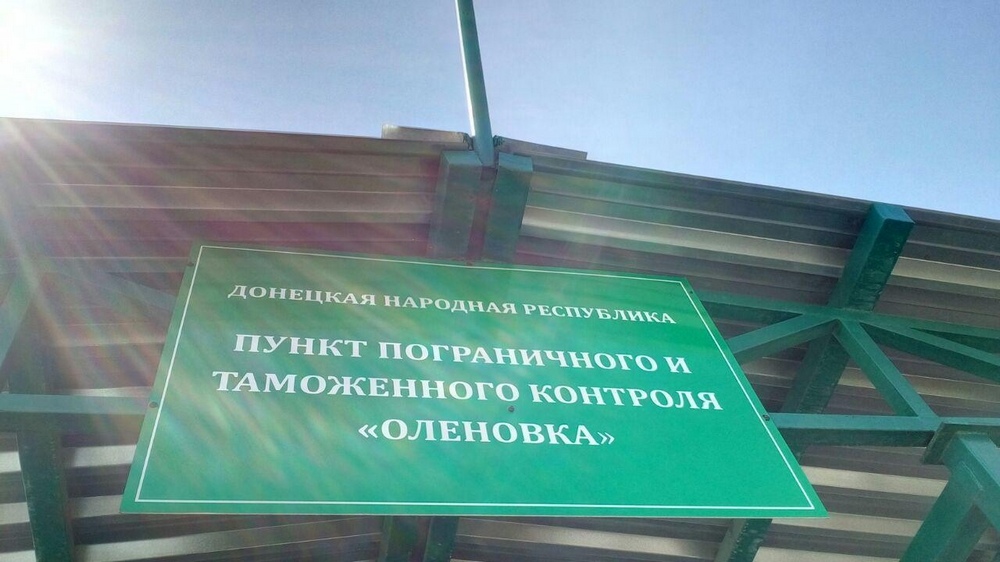 ДОНЕЦКАЯ НАРОДНАЯ РЕСПУБЛИКА
ПУНКТ ПОГРАНИЧНОГО И
ТАМОЖЕННОГО КОНТРОЛЯ
«ОЛЕНОВКА»